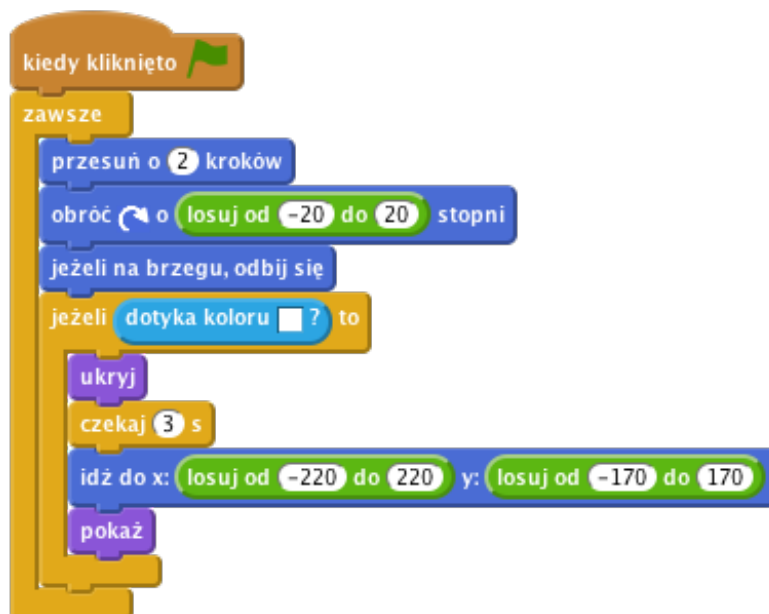 kiedy kliknięto
zawsze
przesuń o 2 kroków
obróć o losuj od -20 do 20 stopni
jeżeli na brzegu, odbij się
jeżeli dotyka koloru ? to
ukryj
czekaj 3 s
idź do x: losuj od -220 do 220 y: losuj od -170 do 170
pokaż